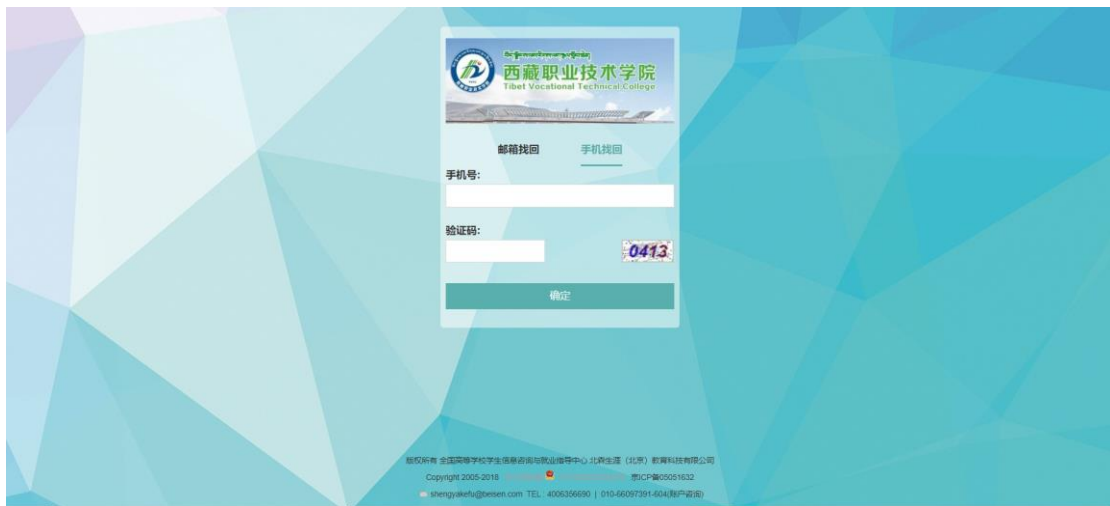 西藏职业技术学院
Tibet Vocational Technical College
邮箱找回 手机找回
手机号:
验证码:
0413
确定
版权所有 全国高等学校学生信息咨询与就业指导中心 北森生涯（北京）教育科技有限公司
Copyright 2005-2018 京ICP备05051632
shengyakefu@beisen.com TEL：4006356690 | 010-66097391-604(账户咨询)